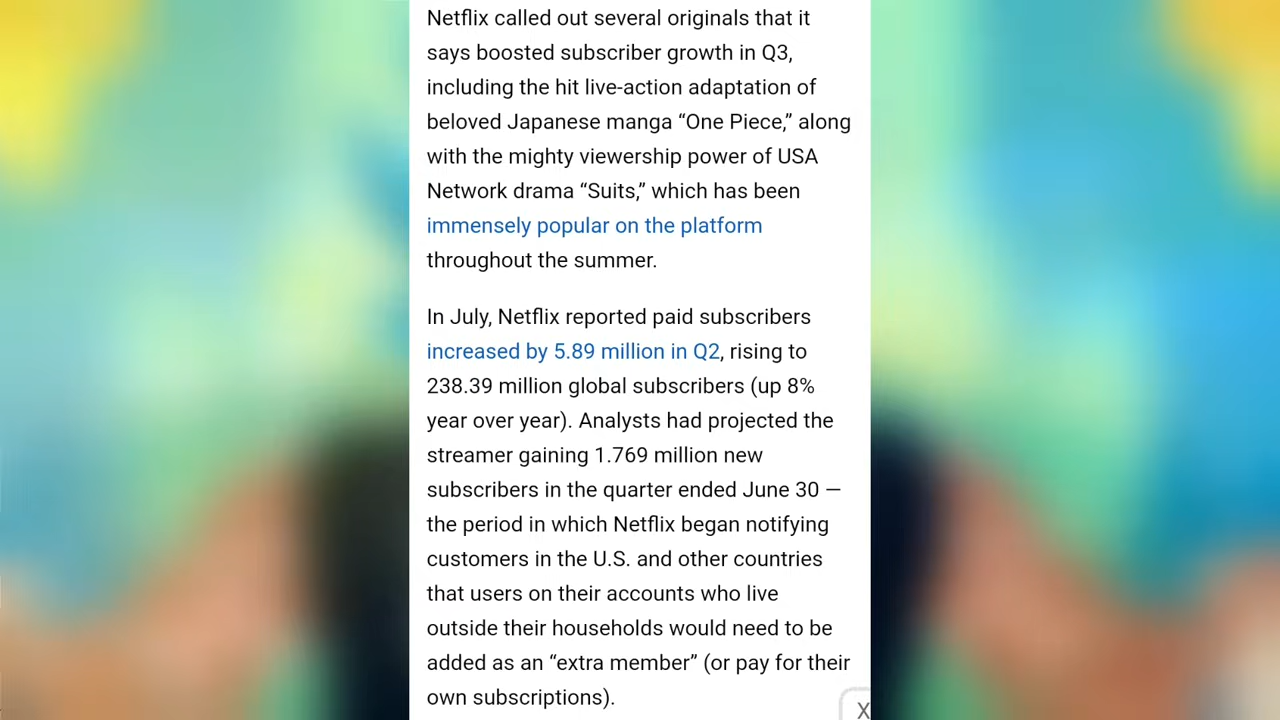 Netflix called out several originals that it
says boosted subscriber growth in Q3,
including the hit live-action adaptation of
beloved Japanese manga “One Piece,” along
with the mighty viewership power of USA
Network drama “Suits,” which has been
immensely popular on the platform
throughout the summer.
In July, Netflix reported paid subscribers
increased by 5.89 million in Q2, rising to
238.39 million global subscribers (up 8%
year over year). Analysts had projected the
streamer gaining 1.769 million new
subscribers in the quarter ended June 30 —
the period in which Netflix began notifying
customers in the U.S. and other countries
that users on their accounts who live
outside their households would need to be
added as an “extra member” (or pay for their
own subscriptions).
X